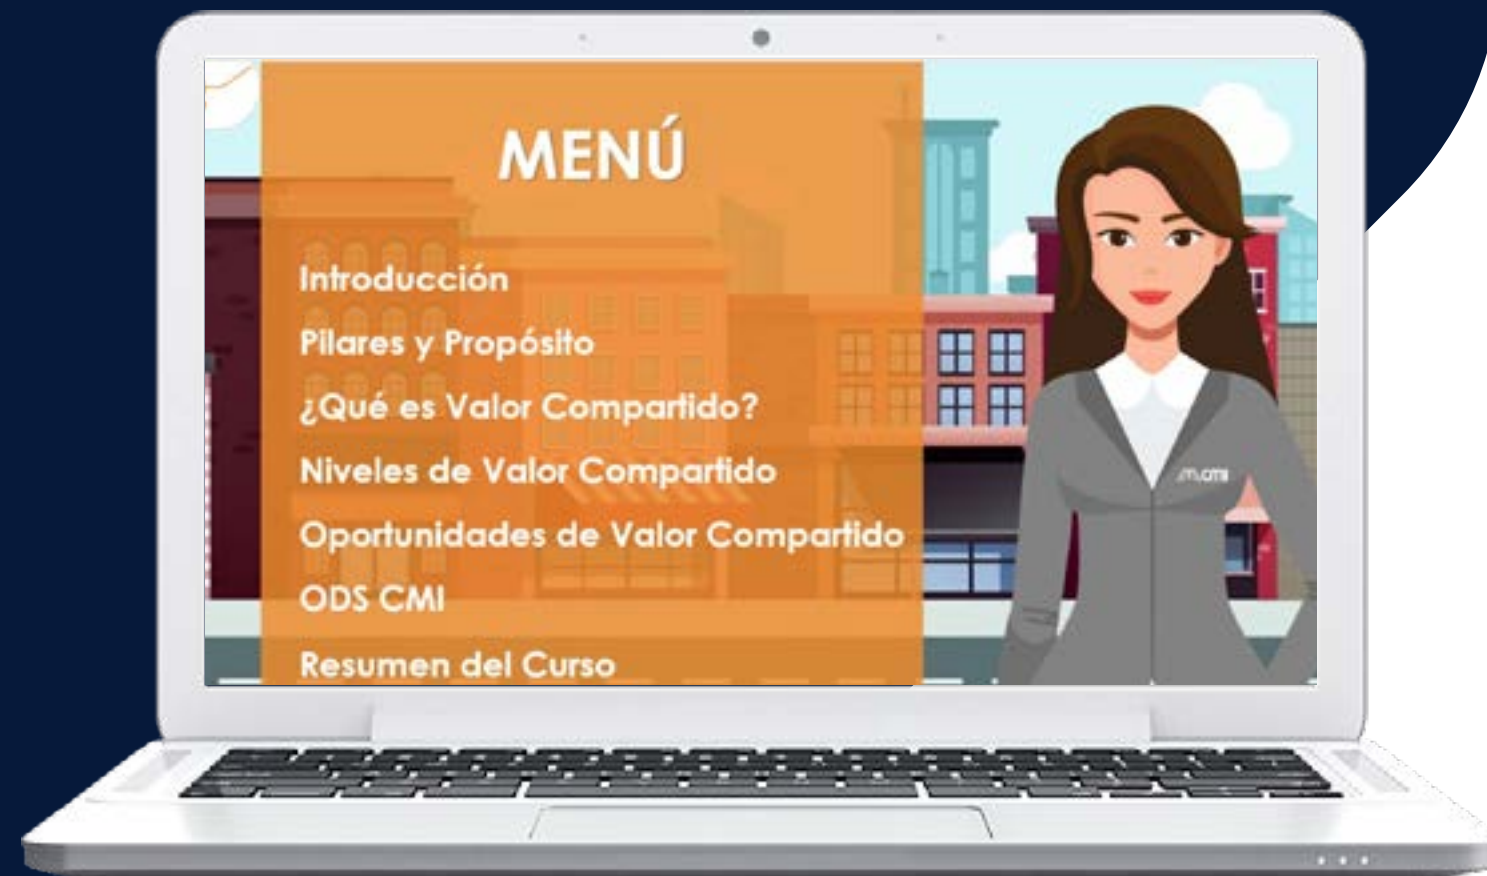 MENÚ
Introducción
Pilares y Propósito
¿Qué es Valor Compartido?
Niveles de Valor Compartido
Oportunidades de Valor Compartido
ODS CMI
Resumen del Curso